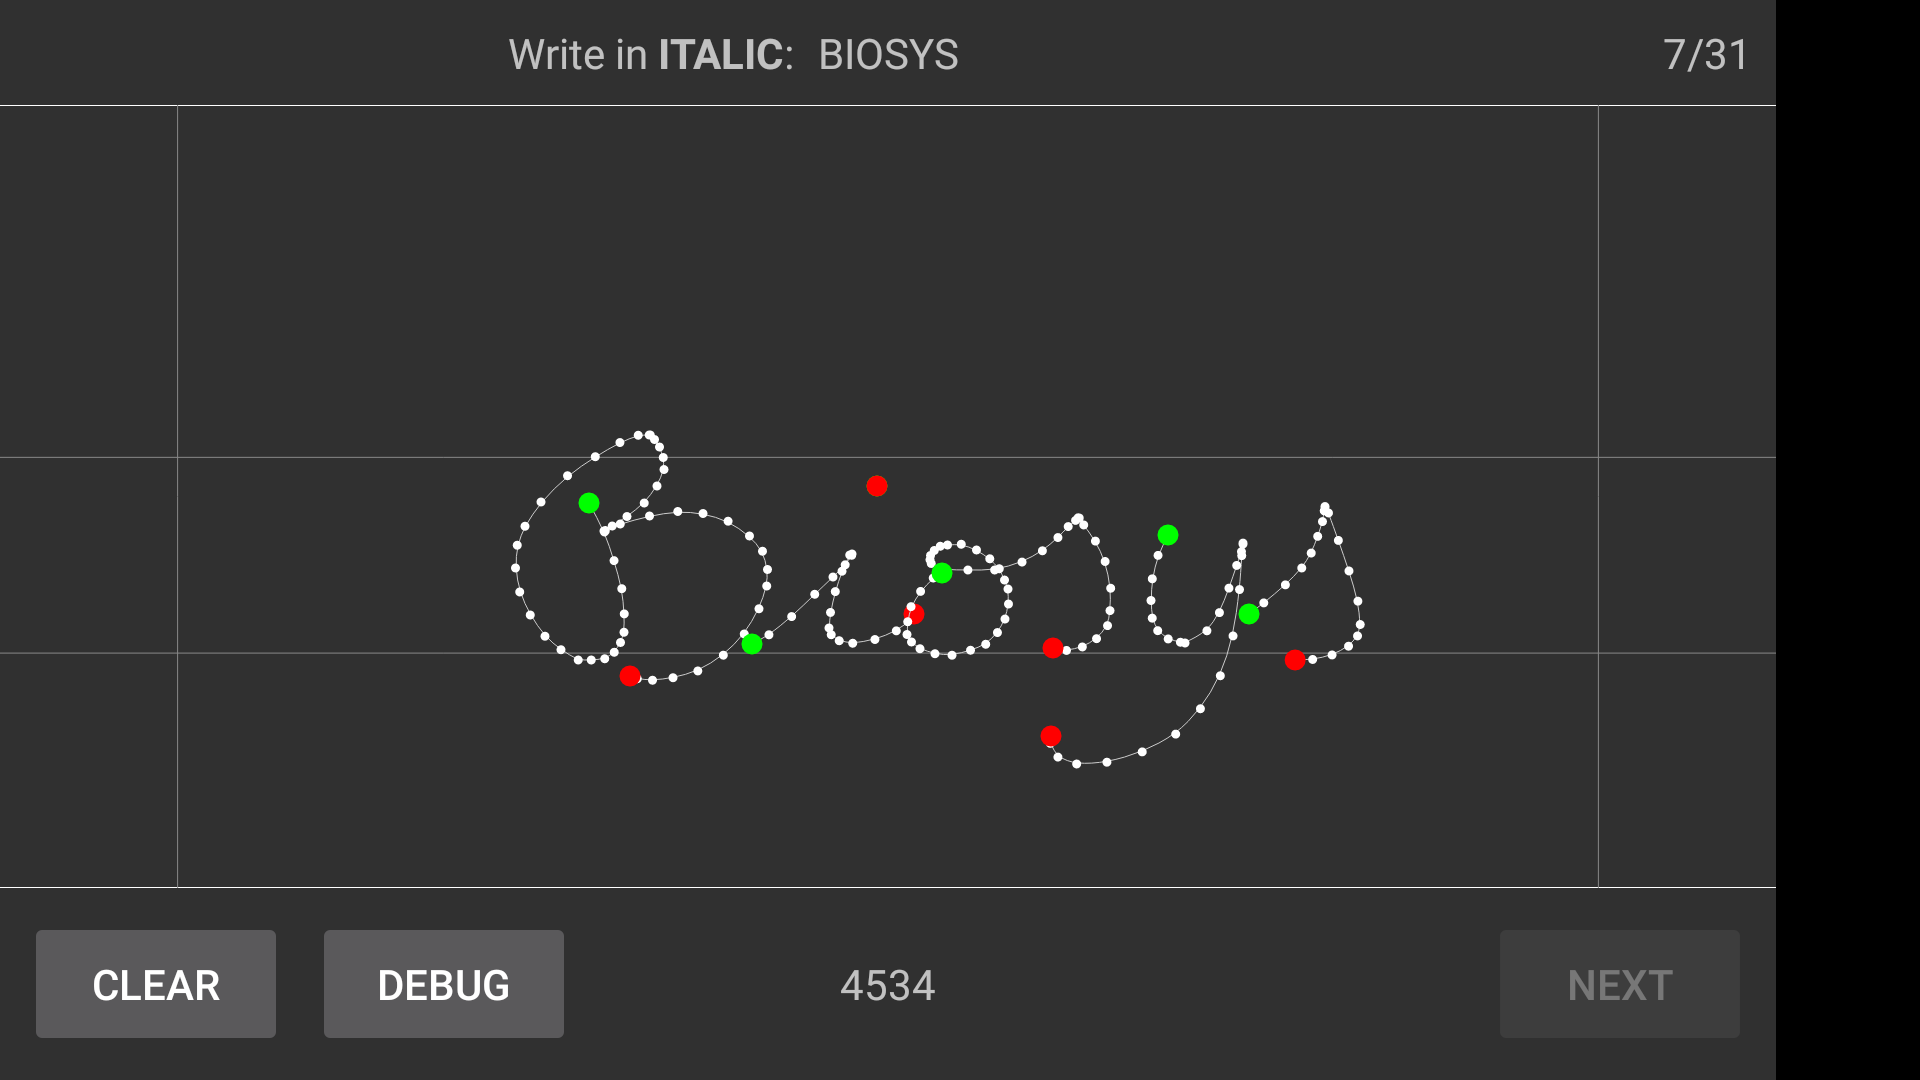 Write in ITALIC: BIOSYS
7/31
Biosys
CLEAR
DEBUG
4534
NEXT